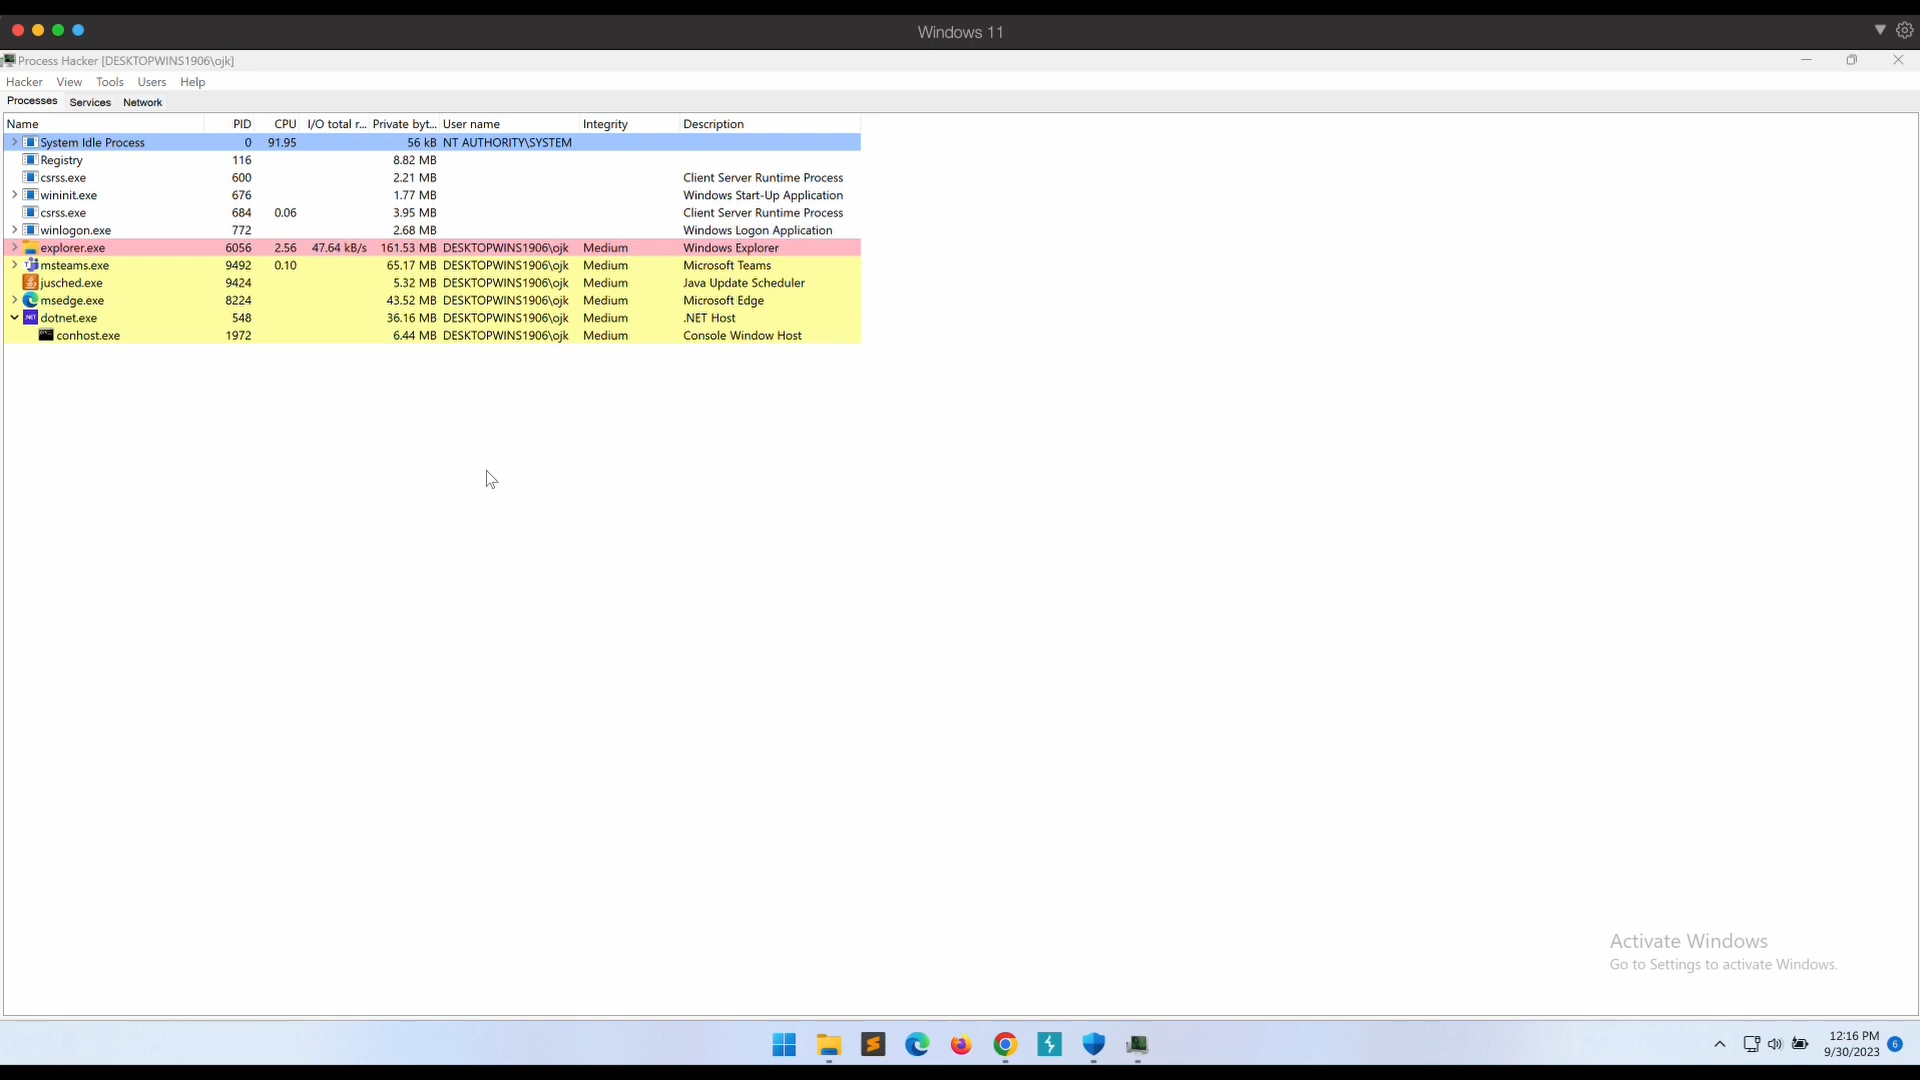 Windows 11
Process Hacker [DESKTOPWINS1906\ojk]
Hacker View Tools Users Help
Processes Services Network
Name PID CPU I/O total r... Private byt... User name Integrity Description
System Idle Process 0 91.95 56 kB NT AUTHORITY\SYSTEM
Registry 116 8.82 MB
csrss.exe 600 2.21 MB Client Server Runtime Process
wininit.exe 676 1.77 MB Windows Start-Up Application
csrss.exe 684 0.06 3.95 MB Client Server Runtime Process
winlogon.exe 772 2.68 MB Windows Logon Application
explorer.exe 6056 2.56 47.64 kB/s 161.53 MB DESKTOPWINS1906\ojk Medium Windows Explorer
msteams.exe 9492 0.10 65.17 MB DESKTOPWINS1906\ojk Medium Microsoft Teams
jusched.exe 9424 5.32 MB DESKTOPWINS1906\ojk Medium Java Update Scheduler
msedge.exe 8224 43.52 MB DESKTOPWINS1906\ojk Medium Microsoft Edge
.NET dotnet.exe 548 36.16 MB DESKTOPWINS1906\ojk Medium .NET Host
conhost.exe 1972 6.44 MB DESKTOPWINS1906\ojk Medium Console Window Host
Activate Windows
Go to Settings to activate Windows.
12:16 PM
9/30/2023 6